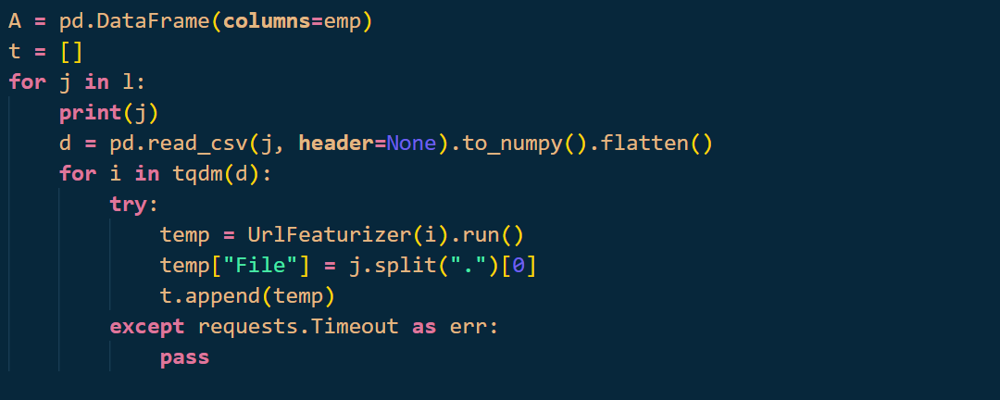 A = pd.DataFrame(columns=emp)
t = []
for j in l:
    print(j)
    d = pd.read_csv(j, header=None).to_numpy().flatten()
    for i in tqdm(d):
        try:
            temp = UrlFeaturizer(i).run()
            temp["File"] = j.split(".")[0]
            t.append(temp)
        except requests.Timeout as err:
            pass